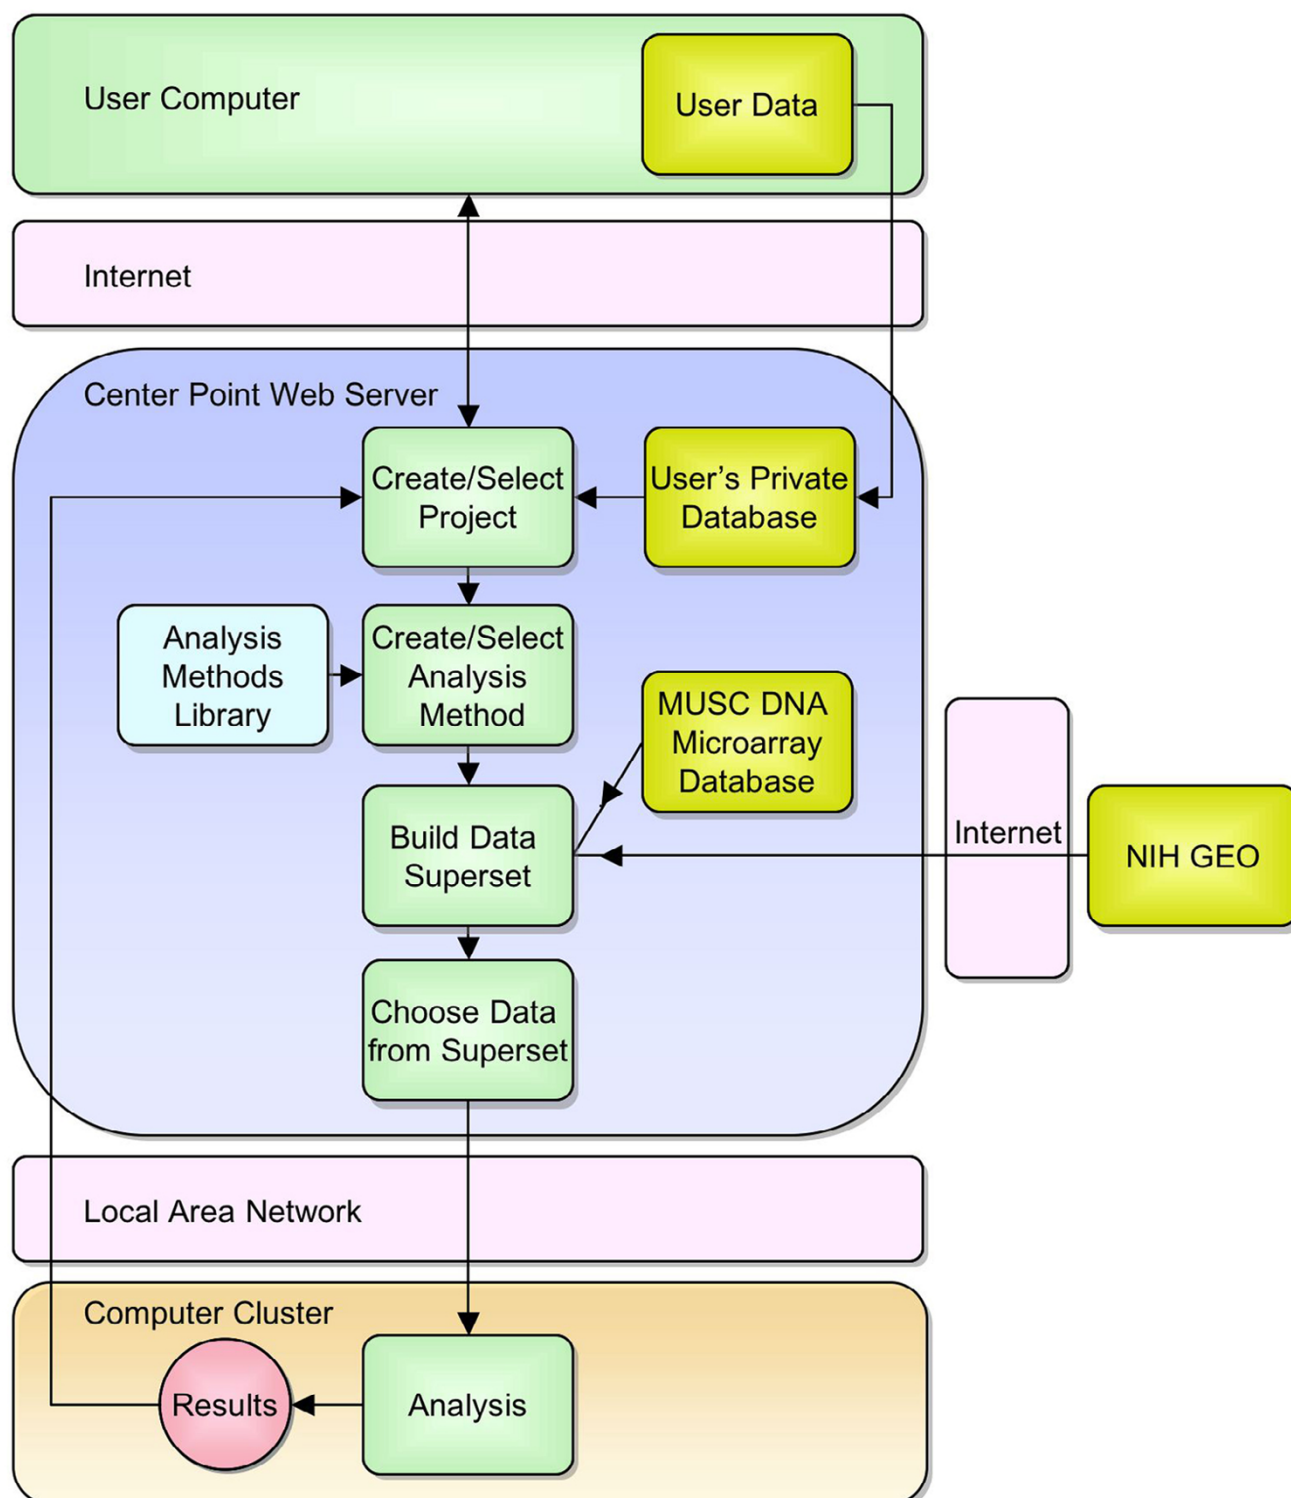 User Computer
User Data
Internet
Center Point Web Server
Create/Select
Project
User's Private
Database
Analysis
Methods
Library
Create/Select
Analysis
Method
MUSC DNA
Microarray
Database
Build Data
Superset
Internet
NIH GEO
Choose Data
from Superset
Local Area Network
Computer Cluster
Results
Analysis